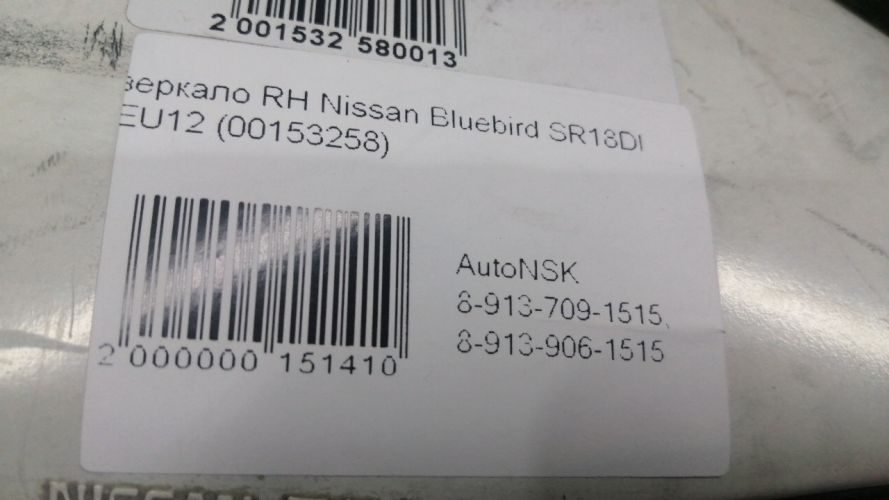 2 001532 580013
зеркало RH Nissan Bluebird SR18DI
EU12 (00153258)
AutoNSK
8-913-709-1515,
8-913-906-1515
2 000000 151410
NISSAN